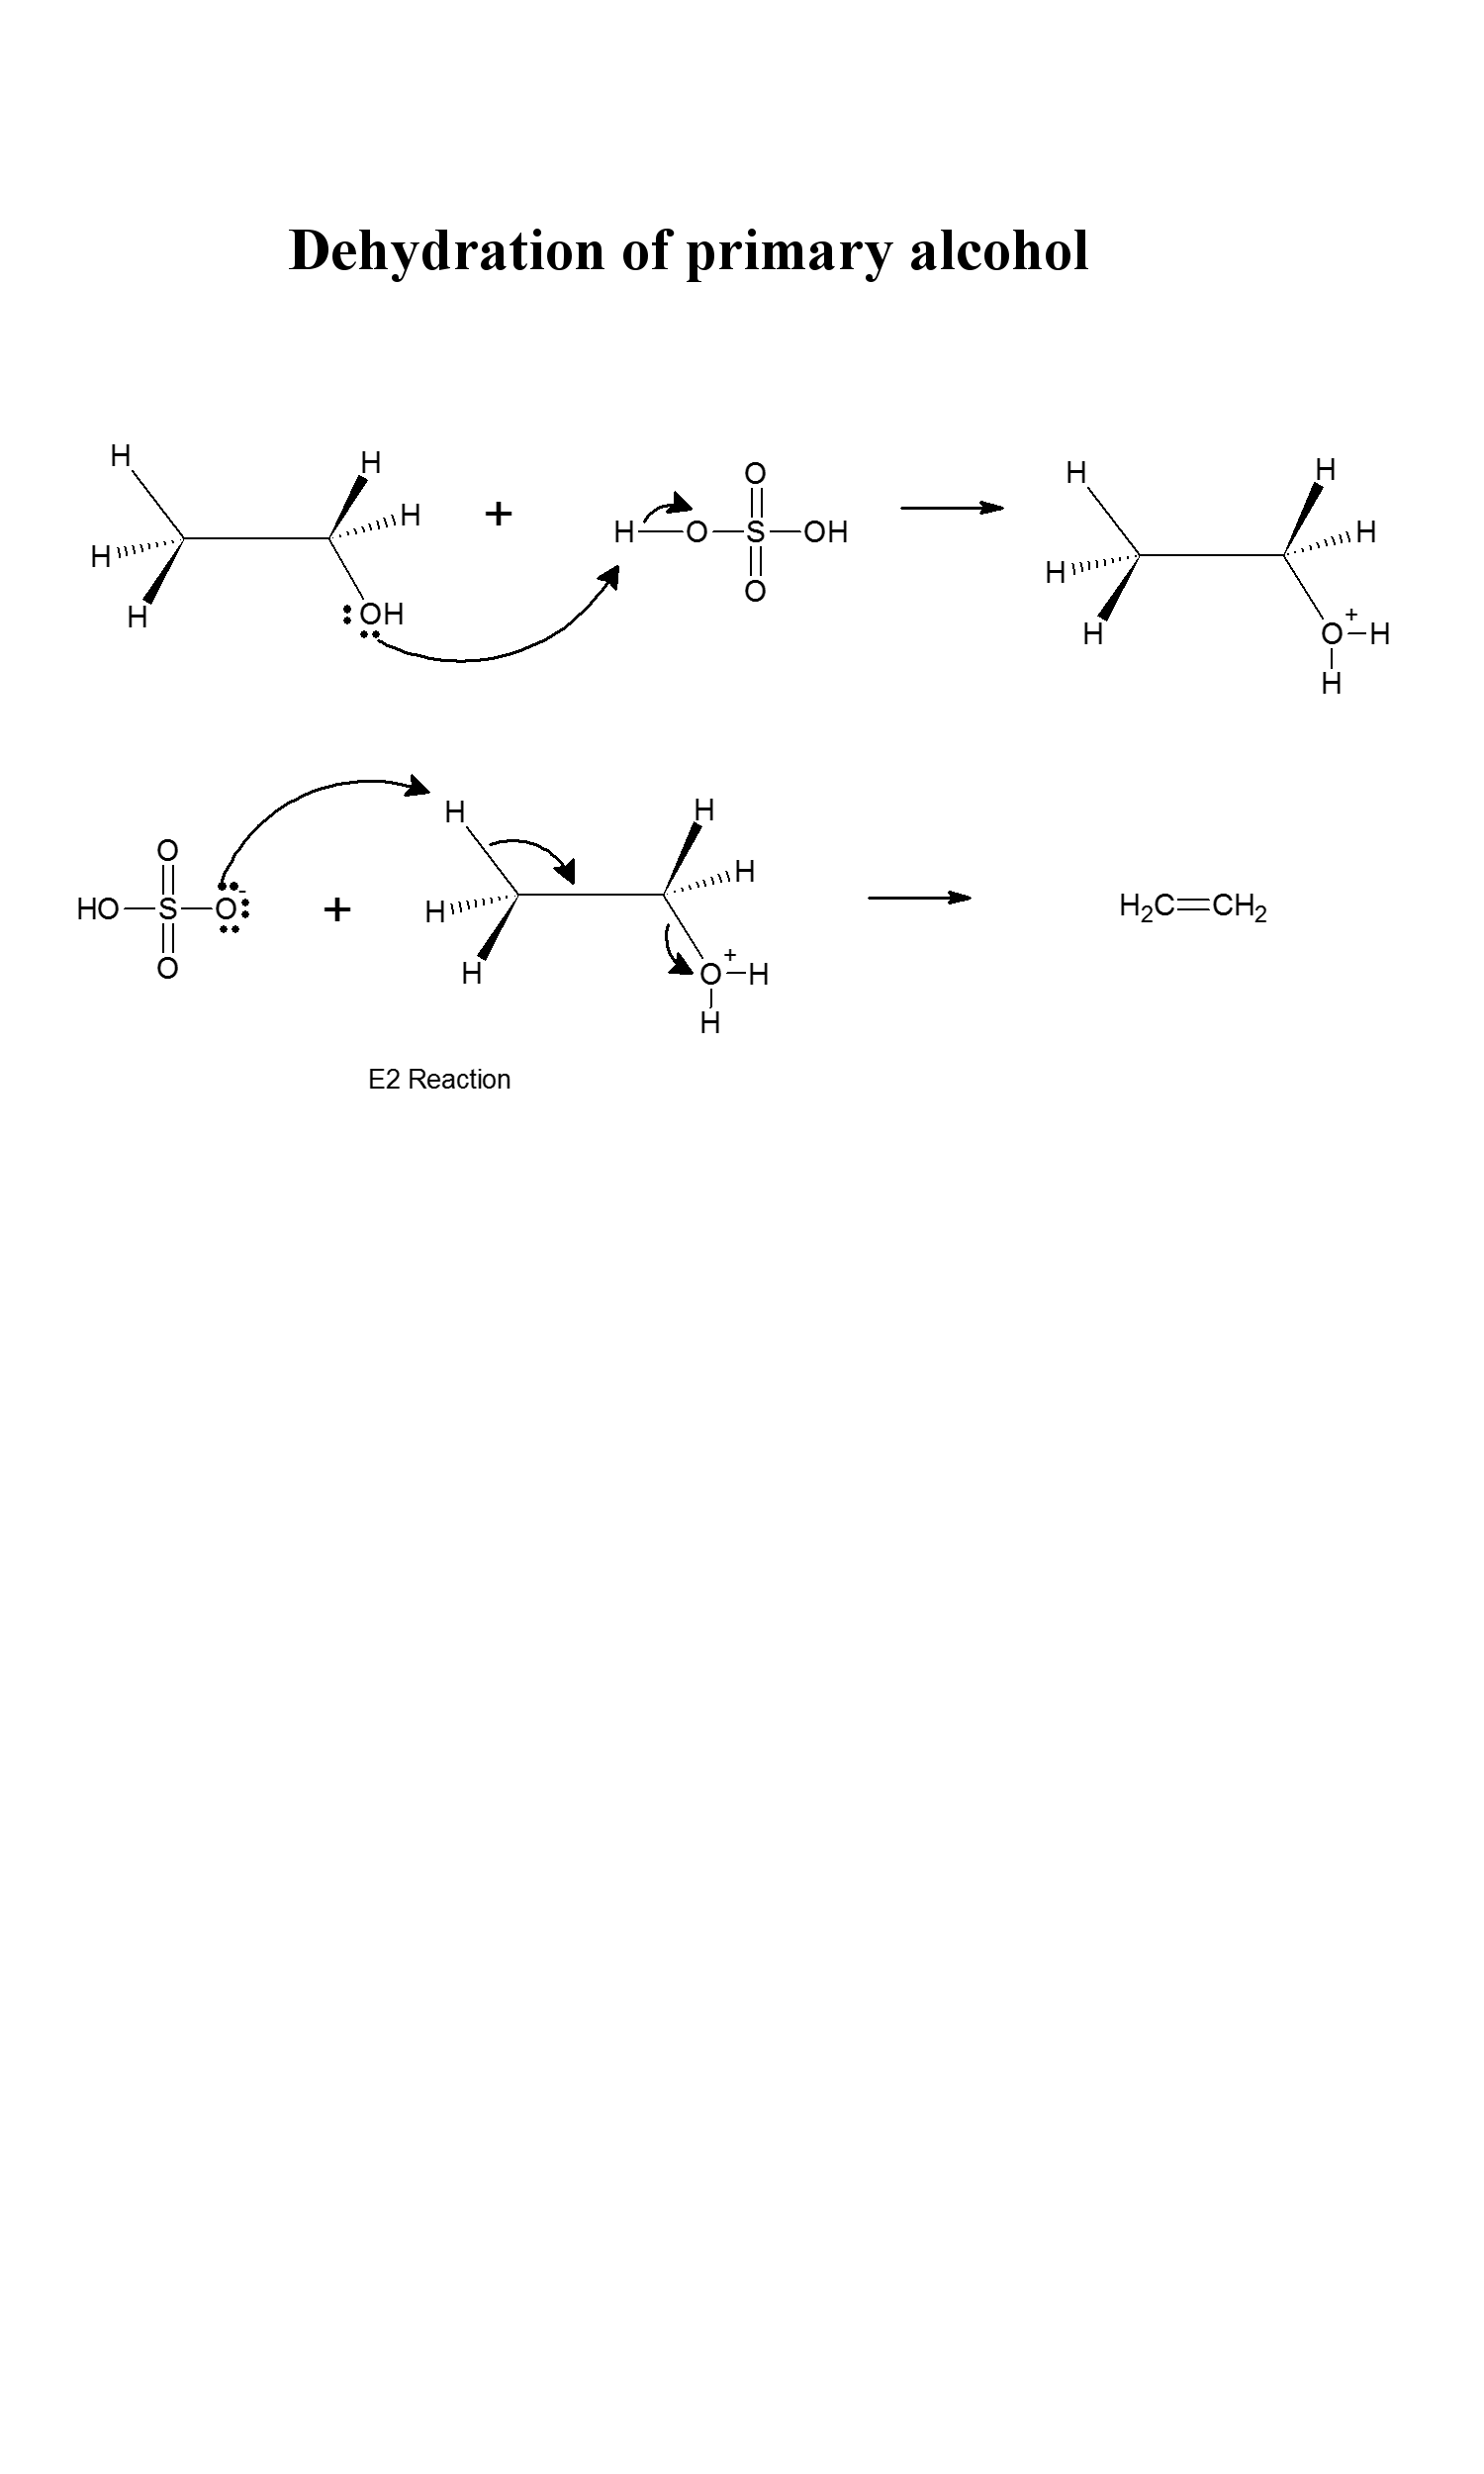 Dehydration of primary alcohol
H H H H H OH + H O S OH O O H H H H H O + H H
HO S O - O O + H H H H H O + H H H2C CH2
E2 Reaction